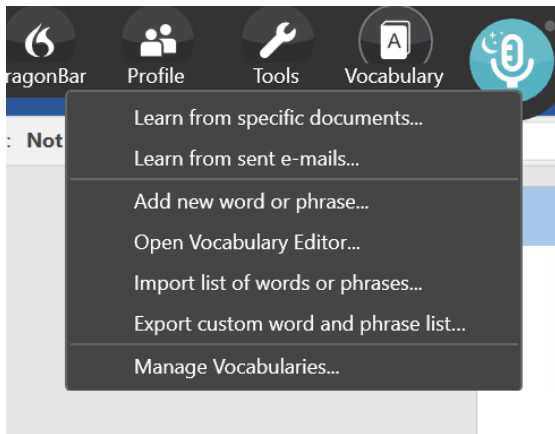 ragonBar Profile Tools Vocabulary
A
: Not
Learn from specific documents...
Learn from sent e-mails...
Add new word or phrase...
Open Vocabulary Editor...
Import list of words or phrases...
Export custom word and phrase list...
Manage Vocabularies...